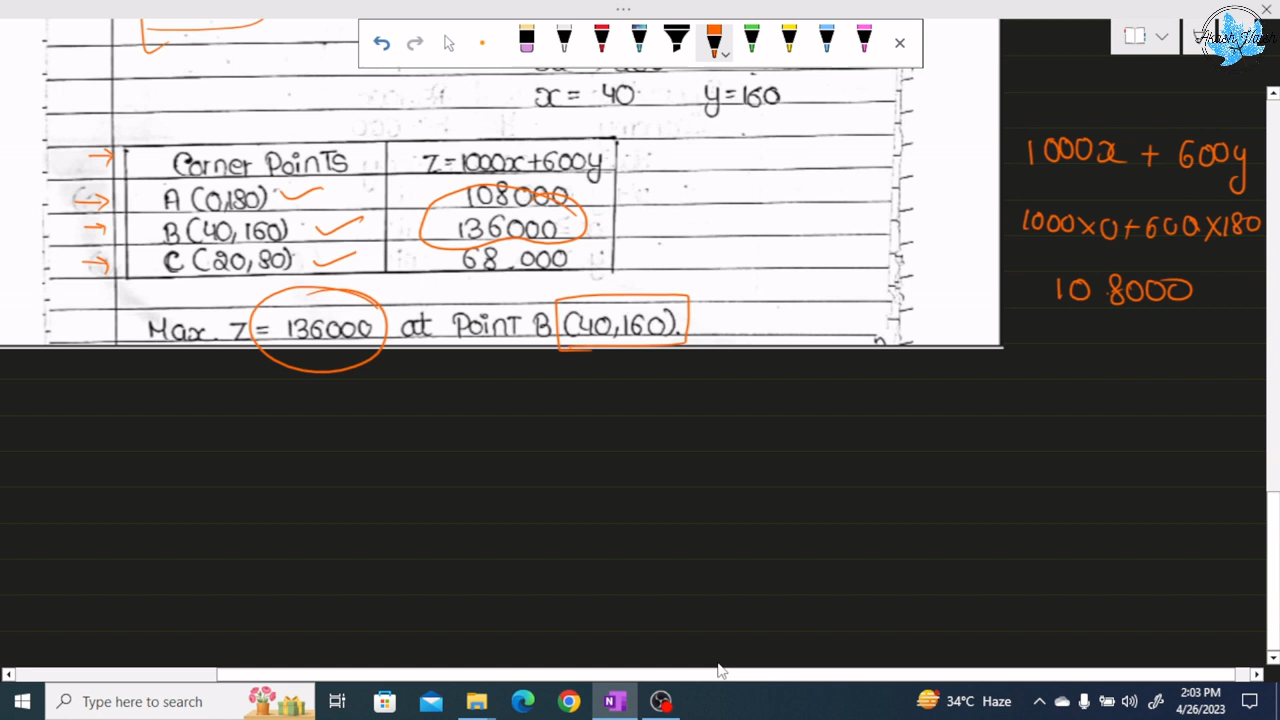 x = 40 y=160
Corner Points Z=1000x+600y
A (0,180) 108000
B (40, 160) 136000
C (20, 80) 68 000
Max. Z = 136000 at Point B (40,160).
1000x + 600y
1000×0+600×180
108000
Type here to search
34°C Haze
2:03 PM
4/26/2023